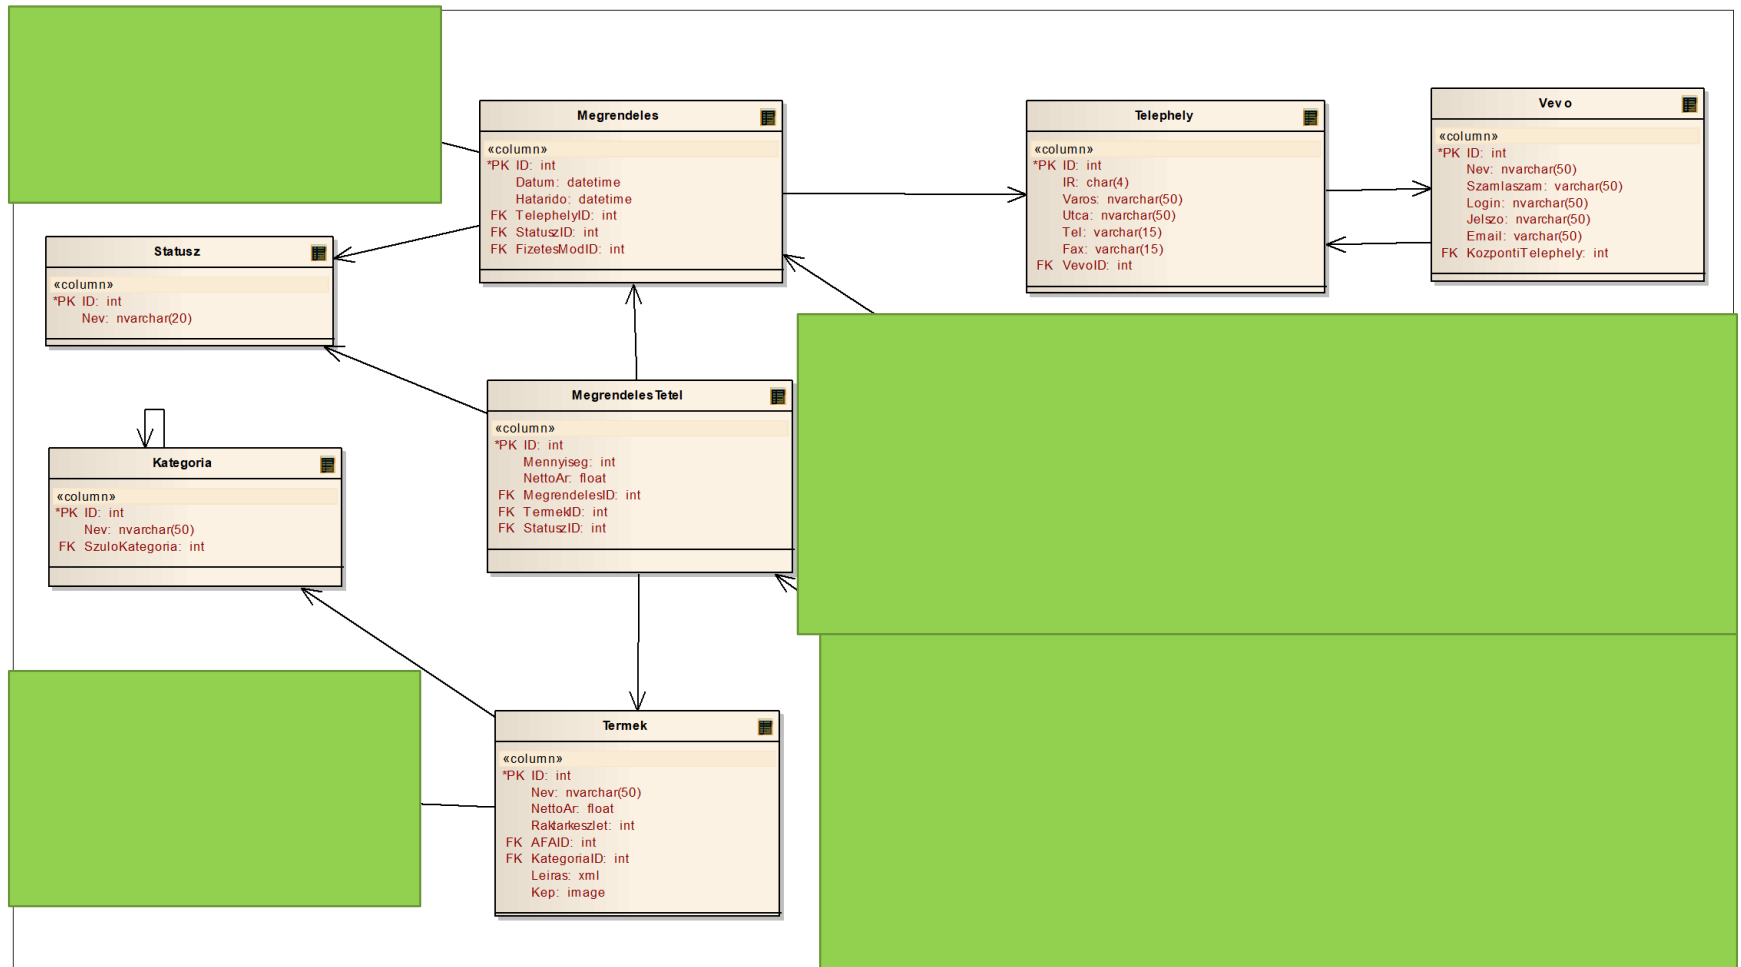 Megrendeles
«column»
*PK ID: int
Datum: datetime
Hatarido: datetime
FK TelephelyID: int
FK StatuszID: int
FK FizetesModID: int
Telephely
«column»
*PK ID: int
IR: char(4)
Varos: nvarchar(50)
Utca: nvarchar(50)
Tel: varchar(15)
Fax: varchar(15)
FK VevoID: int
Vevo
«column»
*PK ID: int
Nev: nvarchar(50)
Szamlaszam: varchar(50)
Login: nvarchar(50)
Jelszo: nvarchar(50)
Email: varchar(50)
FK KozpontiTelephely: int
Statusz
«column»
*PK ID: int
Nev: nvarchar(20)
MegrendelesTetel
«column»
*PK ID: int
Mennyiseg: int
NettoAr: float
FK MegrendelesID: int
FK TermekID: int
FK StatuszID: int
Kategoria
«column»
*PK ID: int
Nev: nvarchar(50)
FK SzuloKategoria: int
Termek
«column»
*PK ID: int
Nev: nvarchar(50)
NettoAr: float
Raktarkeszlet: int
FK AFAID: int
FK KategoriaID: int
Leiras: xml
Kep: image